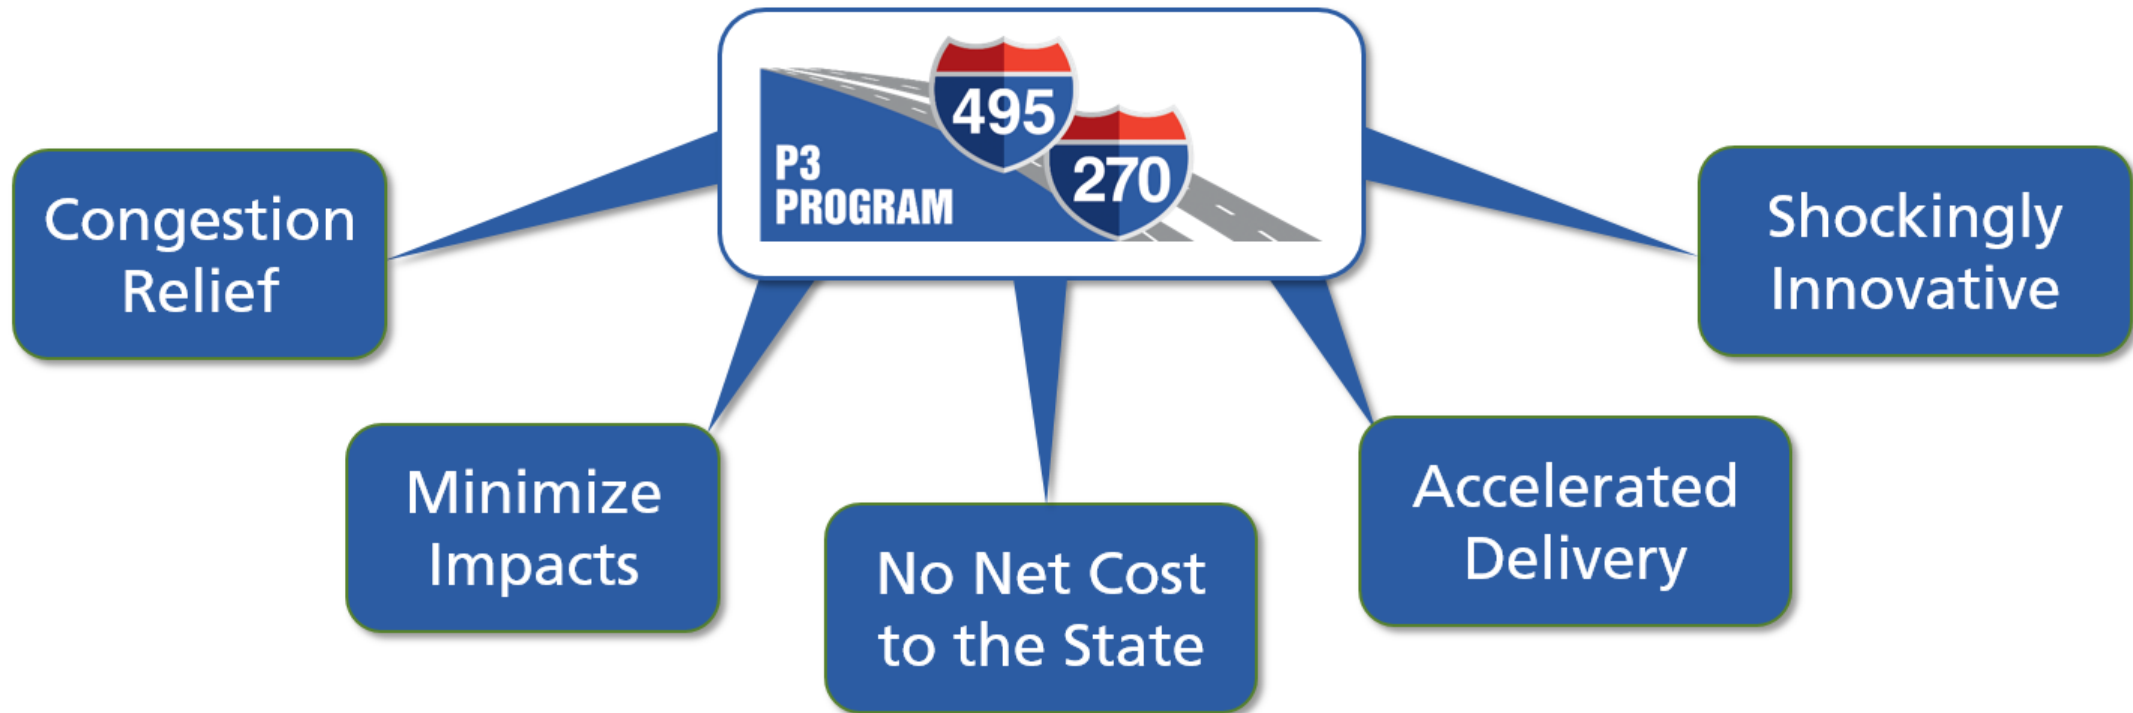 495
270
P3
PROGRAM
Congestion
Relief
Minimize
Impacts
No Net Cost
to the State
Accelerated
Delivery
Shockingly
Innovative